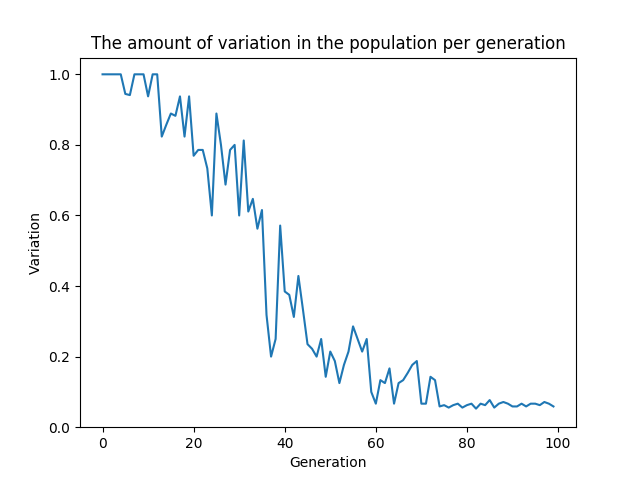 The amount of variation in the population per generation
1.0
0.8
0.6
0.4
0.2
0.0
Variation
0 20 40 60 80 100
Generation